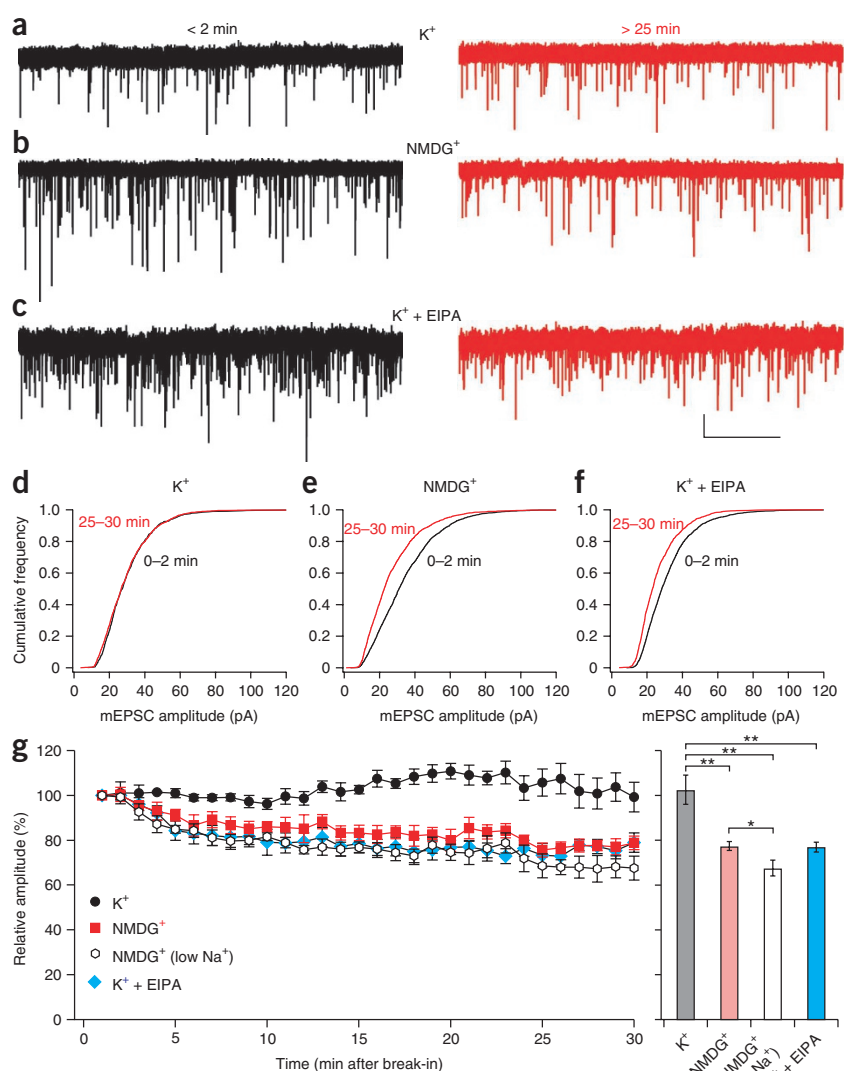 a
< 2 min
K+
> 25 min
b
NMDG+
c
K+ + EIPA
d
K+
e
NMDG+
f
K+ + EIPA
Cumulative frequency
1.0
0.8
0.6
0.4
0.2
0
25–30 min
0–2 min
0 20 40 60 80 100 120
mEPSC amplitude (pA)
1.0
0.8
0.6
0.4
0.2
0
25–30 min
0–2 min
0 20 40 60 80 100 120
mEPSC amplitude (pA)
1.0
0.8
0.6
0.4
0.2
0
25–30 min
0–2 min
0 20 40 60 80 100 120
mEPSC amplitude (pA)
g
Relative amplitude (%)
120
100
80
60
40
20
0
K+
NMDG+
NMDG+ (low Na+)
K+ + EIPA
0 5 10 15 20 25 30
Time (min after break-in)
**
**
**
*
K+
NMDG+
Na+)
+ EIPA